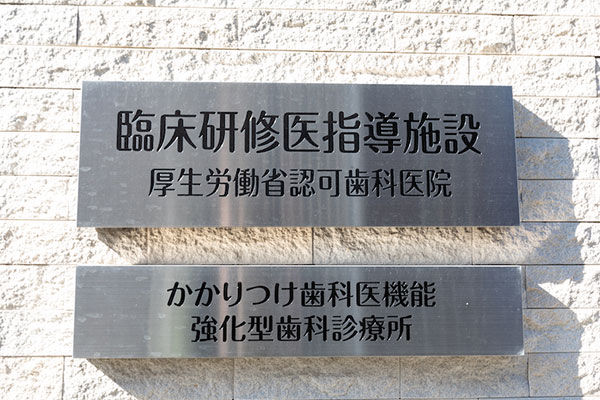 臨床研修医指導施設
厚生労働省認可歯科医院
かかりつけ歯科医機能
強化型歯科診療所